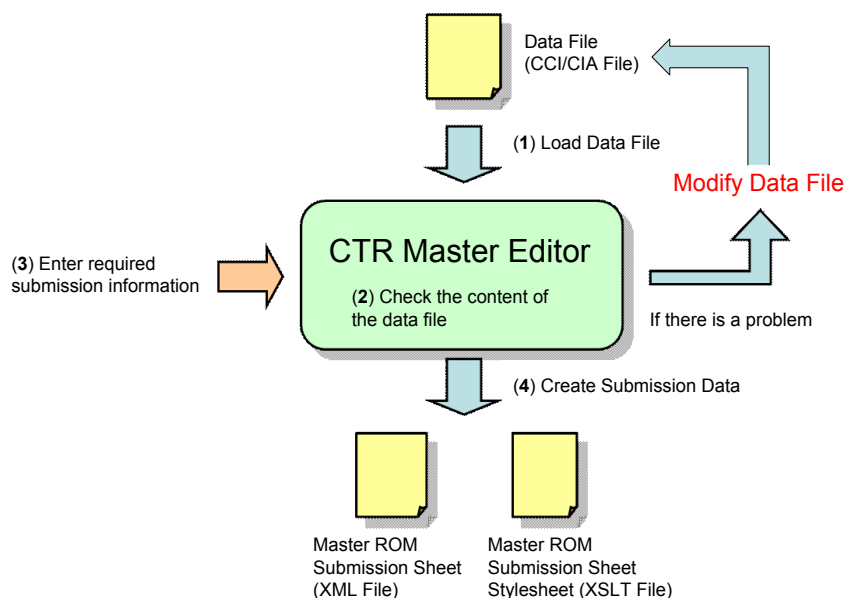 Data File
(CCI/CIA File)
(1) Load Data File
Modify Data File
CTR Master Editor
(2) Check the content of
the data file
(3) Enter required
submission information
If there is a problem
(4) Create Submission Data
Master ROM
Submission Sheet
(XML File)
Master ROM
Submission Sheet
Stylesheet (XSLT File)